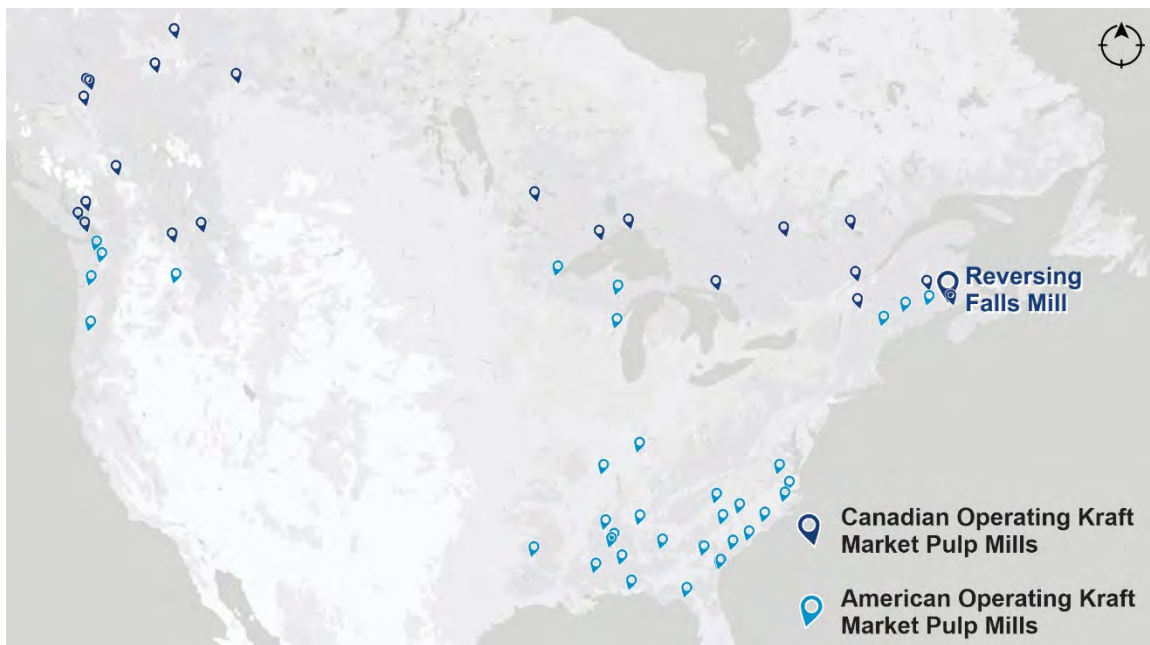 Reversing
Falls Mill
Canadian Operating Kraft
Market Pulp Mills
American Operating Kraft
Market Pulp Mills